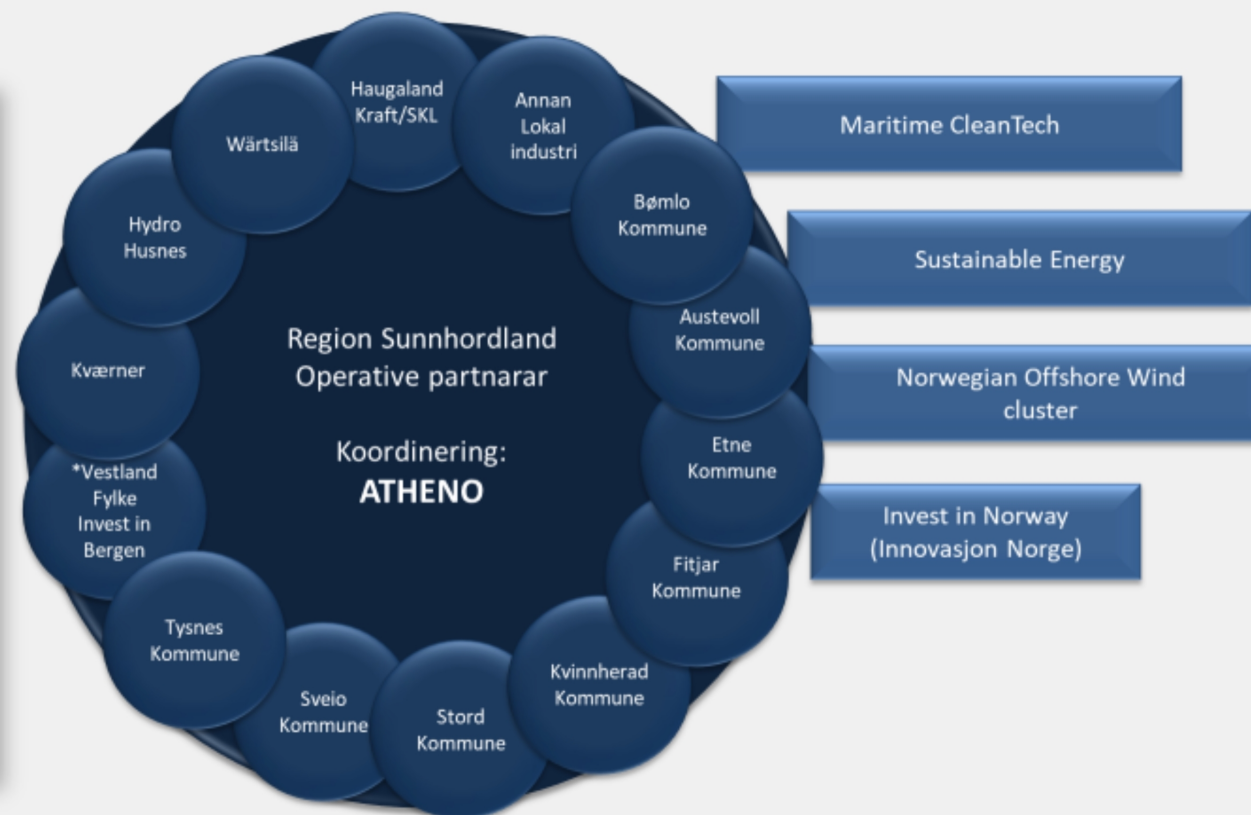 Haugaland
Kraft/SKL
Annan
Lokal
industri
Bømlo
Kommune
Austevoll
Kommune
Etne
Kommune
Fitjar
Kommune
Kvinnherad
Kommune
Stord
Kommune
Sveio
Kommune
Tysnes
Kommune
*Vestland
Fylke
Invest in
Bergen
Kværner
Hydro
Husnes
Wärtsilä
Region Sunnhordland
Operative partnarar
Koordinering:
ATHENO
Maritime CleanTech
Sustainable Energy
Norwegian Offshore Wind
cluster
Invest in Norway
(Innovasjon Norge)